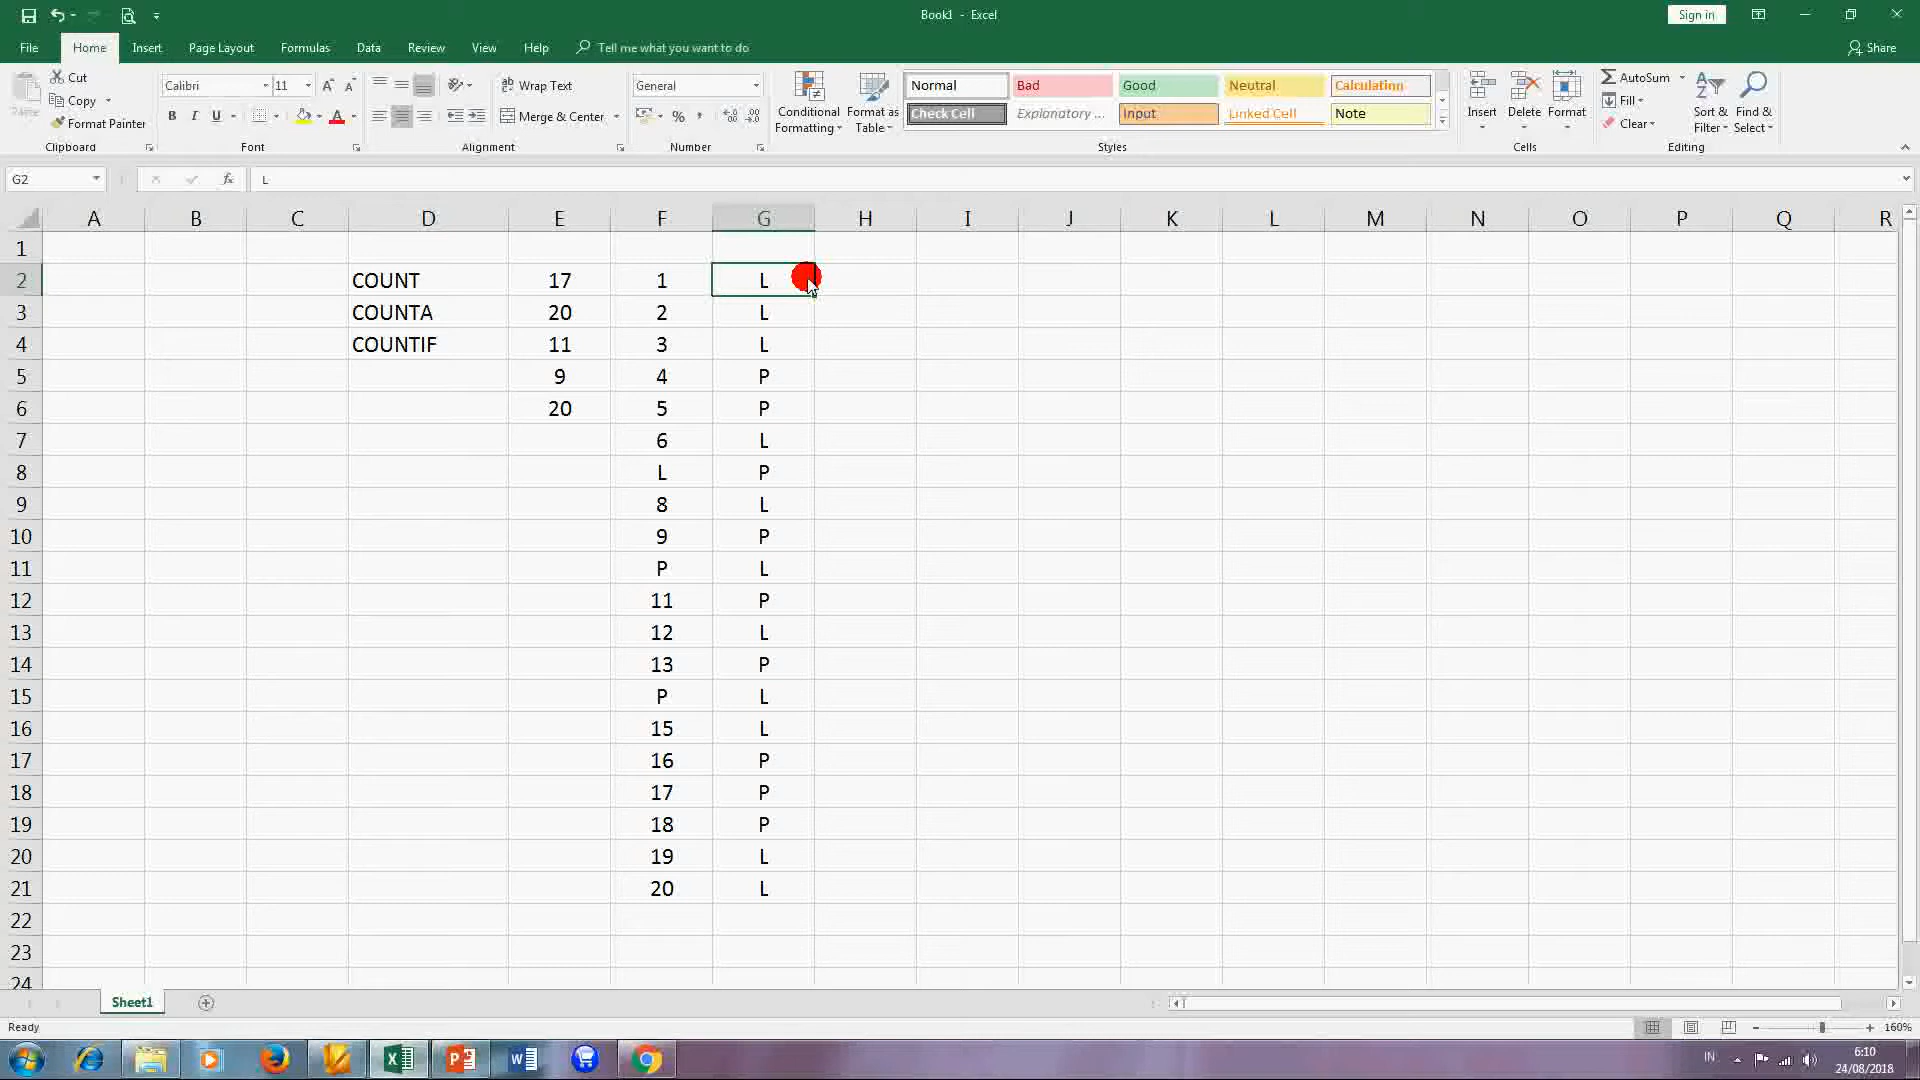 Book1 - Excel
Sign in
File Home Insert Page Layout Formulas Data Review View Help Tell me what you want to do
Share
Paste
Cut
Copy
Format Painter
Clipboard
Calibri 11
B I U
Font
Wrap Text
Merge & Center
Alignment
General
%
Number
Conditional Formatting
Format as Table
Normal Bad Good Neutral Calculation
Check Cell Explanatory ... Input Linked Cell Note
Styles
Insert Delete Format
Cells
AutoSum
Fill
Clear
Sort & Filter
Find & Select
Editing
G2 fx L
A B C D E F G H I J K L M N O P Q R
1
2 COUNT 17 1 L
3 COUNTA 20 2 L
4 COUNTIF 11 3 L
5 9 4 P
6 20 5 P
7 6 L
8 L P
9 8 L
10 9 P
11 P L
12 11 P
13 12 L
14 13 P
15 P L
16 15 L
17 16 P
18 17 P
19 18 P
20 19 L
21 20 L
22
23
24
Sheet1
Ready
160%
IN
6:10
24/08/2018